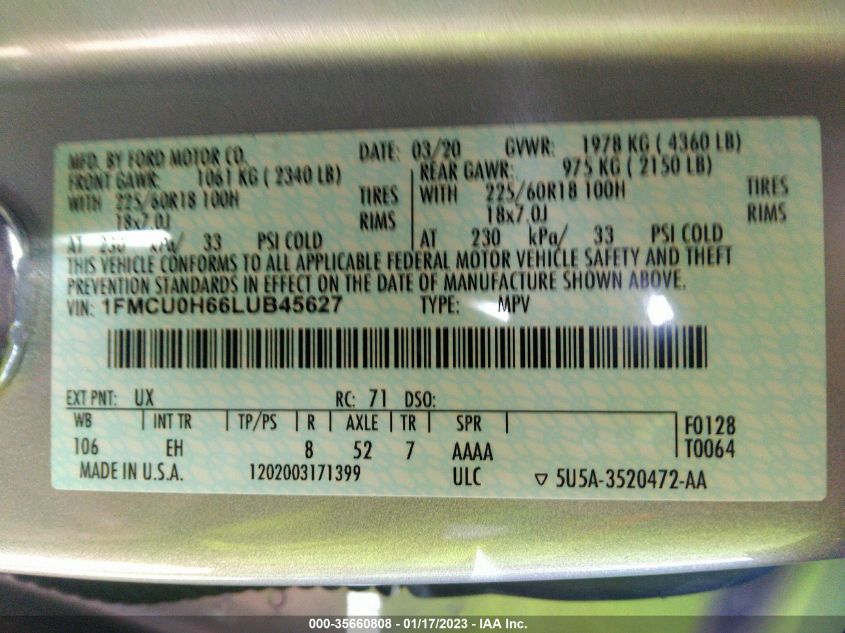 MFD. BY FORD MOTOR CO. DATE: 03/20 GVWR: 1978 KG ( 4360 LB)
FRONT GAWR: 1061 KG ( 2340 LB) REAR GAWR: 975 KG ( 2150 LB)
WITH 225/60R18 100H TIRES WITH 225/60R18 100H TIRES
18x7.0J RIMS 18x7.0J RIMS
AT 230 kPa/ 33 PSI COLD AT 230 kPa/ 33 PSI COLD
THIS VEHICLE CONFORMS TO ALL APPLICABLE FEDERAL MOTOR VEHICLE SAFETY AND THEFT
PREVENTION STANDARDS IN EFFECT ON THE DATE OF MANUFACTURE SHOWN ABOVE.
VIN: 1FMCU0H66LUB45627 TYPE: MPV
EXT PNT: UX RC: 71 DSO:
WB INT TR TP/PS R AXLE TR SPR F0128
106 EH 8 52 7 AAAA T0064
MADE IN U.S.A. 1202003171399 ULC 5U5A-3520472-AA
000-35660808 - 01/17/2023 - IAA Inc.